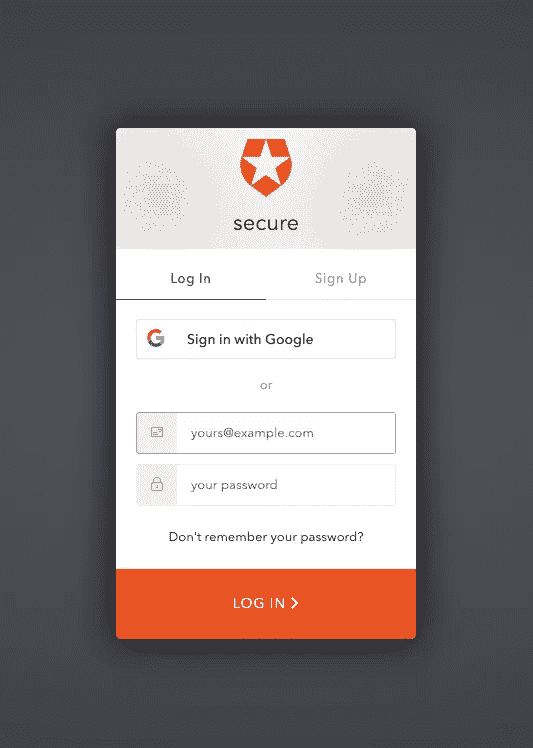 secure
Log In
Sign Up
Sign in with Google
or
yours@example.com
your password
Don't remember your password?
LOG IN